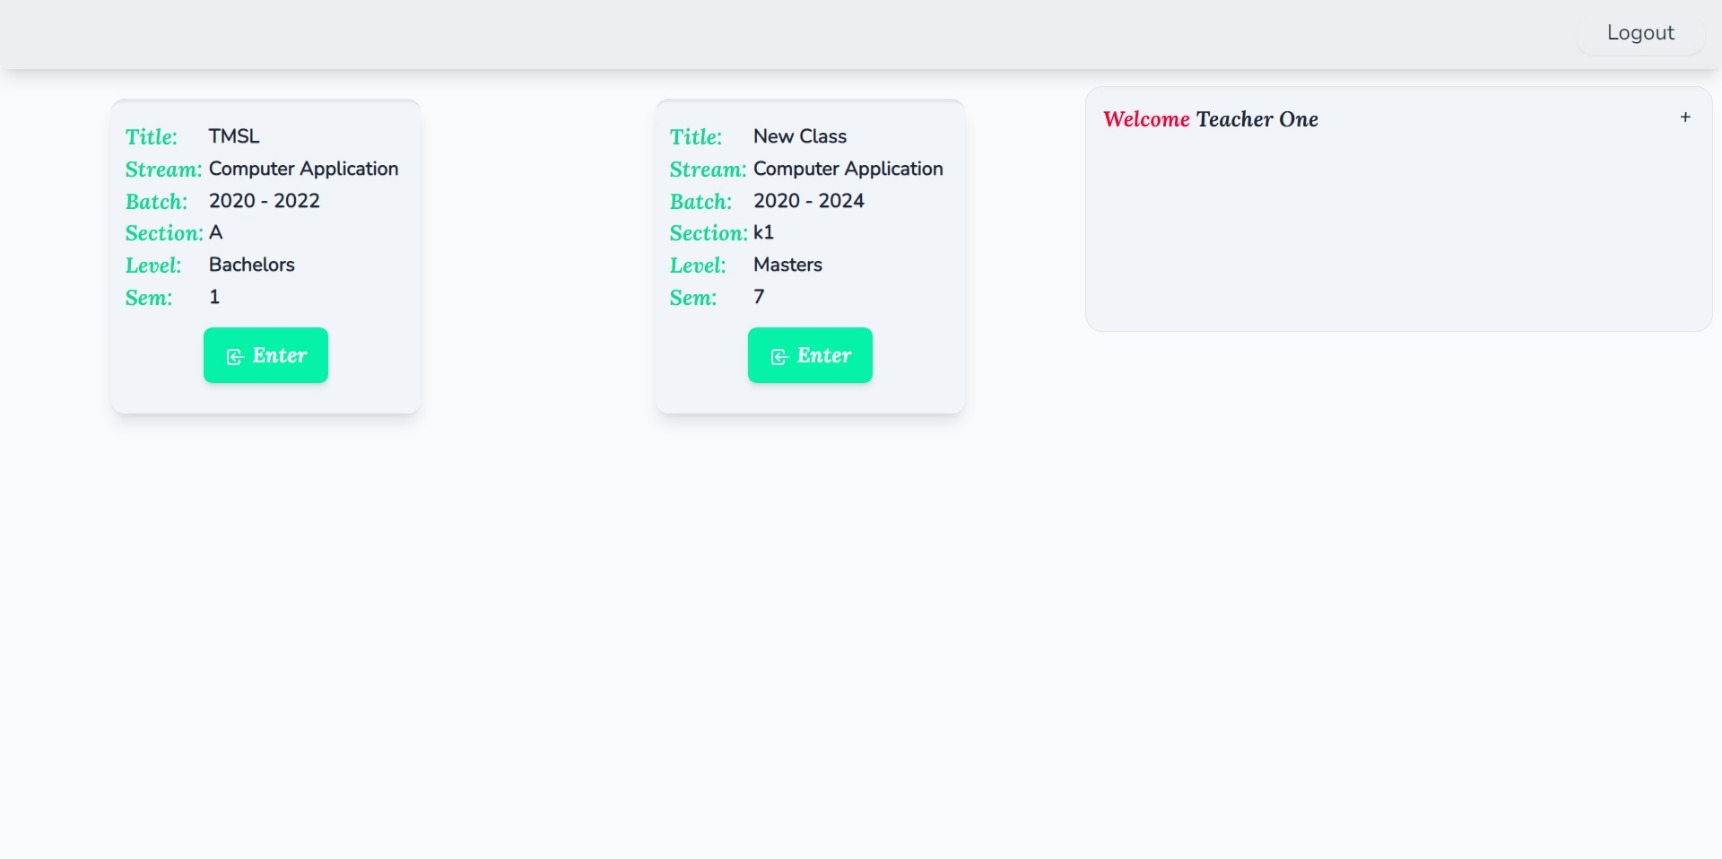 Logout
Title: TMSL
Stream: Computer Application
Batch: 2020 - 2022
Section: A
Level: Bachelors
Sem: 1
Enter
Title: New Class
Stream: Computer Application
Batch: 2020 - 2024
Section: k1
Level: Masters
Sem: 7
Enter
Welcome Teacher One +